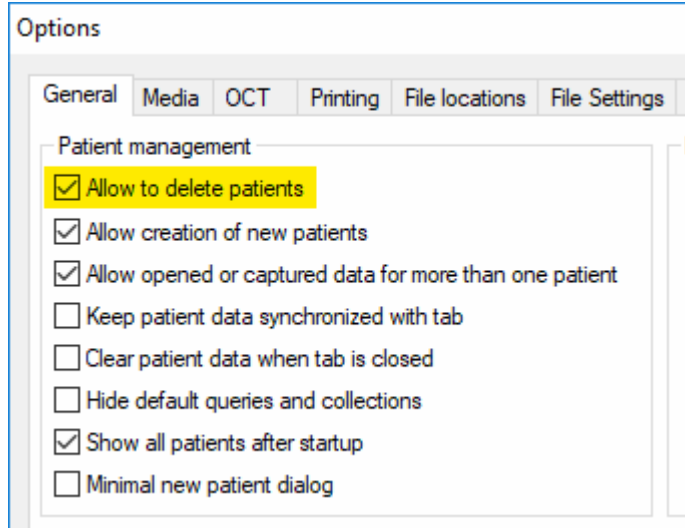 Options
General Media OCT Printing File locations File Settings
Patient management
Allow to delete patients
Allow creation of new patients
Allow opened or captured data for more than one patient
Keep patient data synchronized with tab
Clear patient data when tab is closed
Hide default queries and collections
Show all patients after startup
Minimal new patient dialog